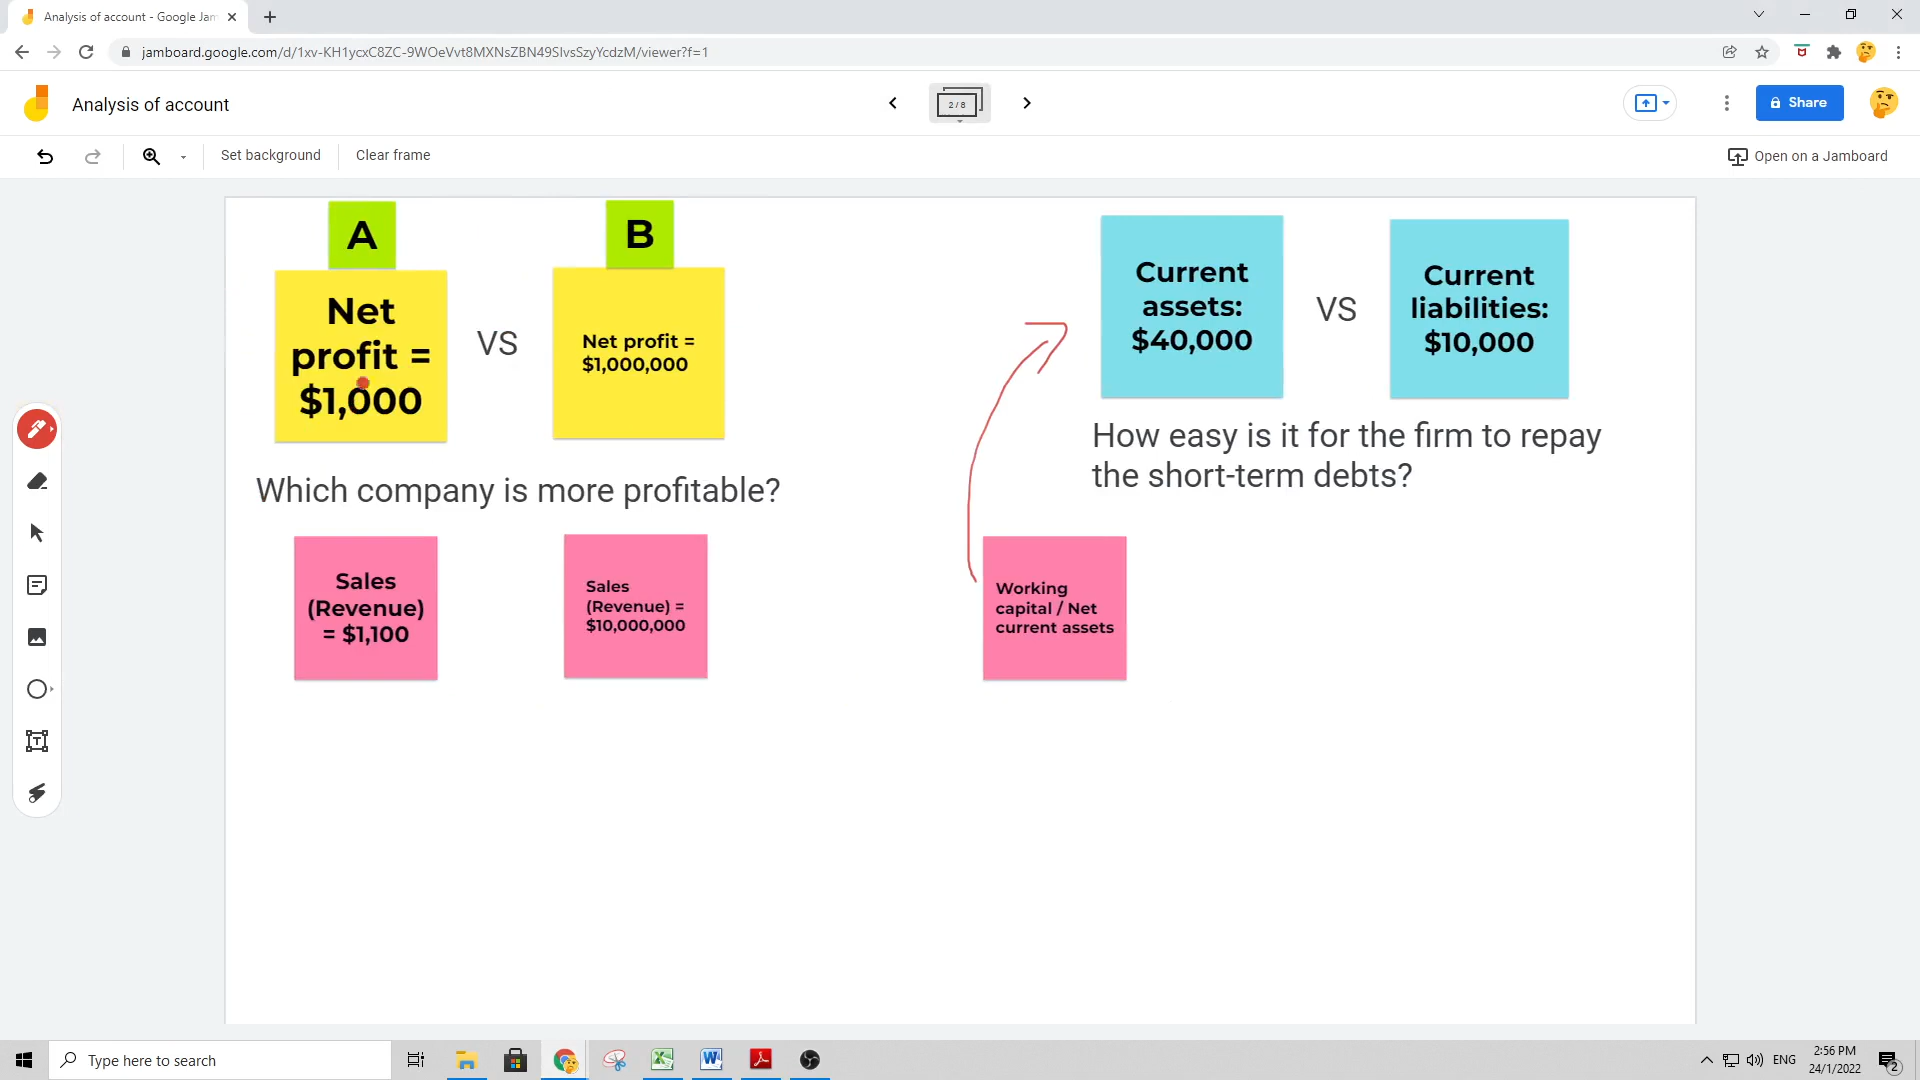 Analysis of account - Google Jam
jamboard.google.com/d/1xv-KH1ycxC8ZC-9WOeVvt8MXNsZBN49SlvsSzyYcdzM/viewer?f=1
Analysis of account
2 / 8
Share
Set background
Clear frame
Open on a Jamboard
A
B
Net
profit =
$1,000
VS
Net profit =
$1,000,000
Current
assets:
$40,000
VS
Current
liabilities:
$10,000
Which company is more profitable?
How easy is it for the firm to repay
the short-term debts?
Sales
(Revenue)
= $1,100
Sales
(Revenue) =
$10,000,000
Working
capital / Net
current assets
Type here to search
ENG
2:56 PM
24/1/2022
2